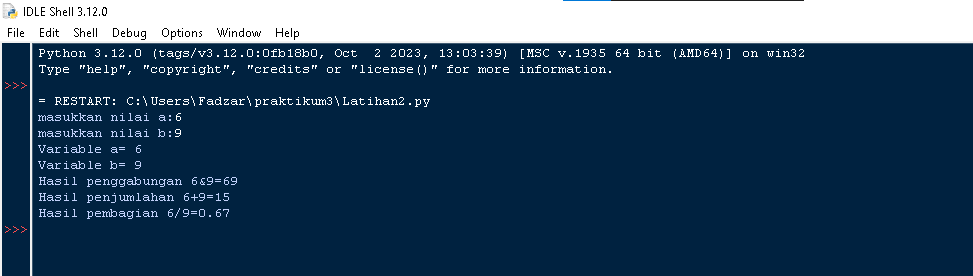 IDLE Shell 3.12.0
File Edit Shell Debug Options Window Help
Python 3.12.0 (tags/v3.12.0:0fb18b0, Oct  2 2023, 13:03:39) [MSC v.1935 64 bit (AMD64)] on win32
Type "help", "copyright", "credits" or "license()" for more information.
>>>
= RESTART: C:\Users\Fadzar\praktikum3\Latihan2.py
masukkan nilai a:6
masukkan nilai b:9
Variable a= 6
Variable b= 9
Hasil penggabungan 6&9=69
Hasil penjumlahan 6+9=15
Hasil pembagian 6/9=0.67
>>>